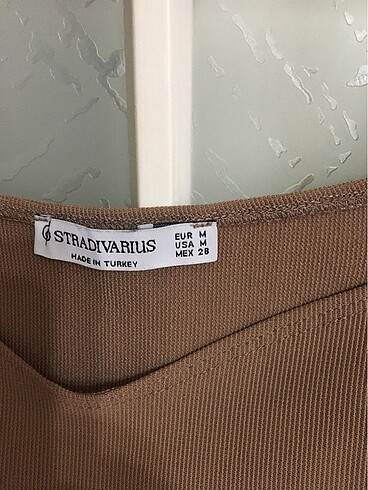 STRADIVARIUS
MADE IN TURKEY
EUR M
USA M
MEX 28